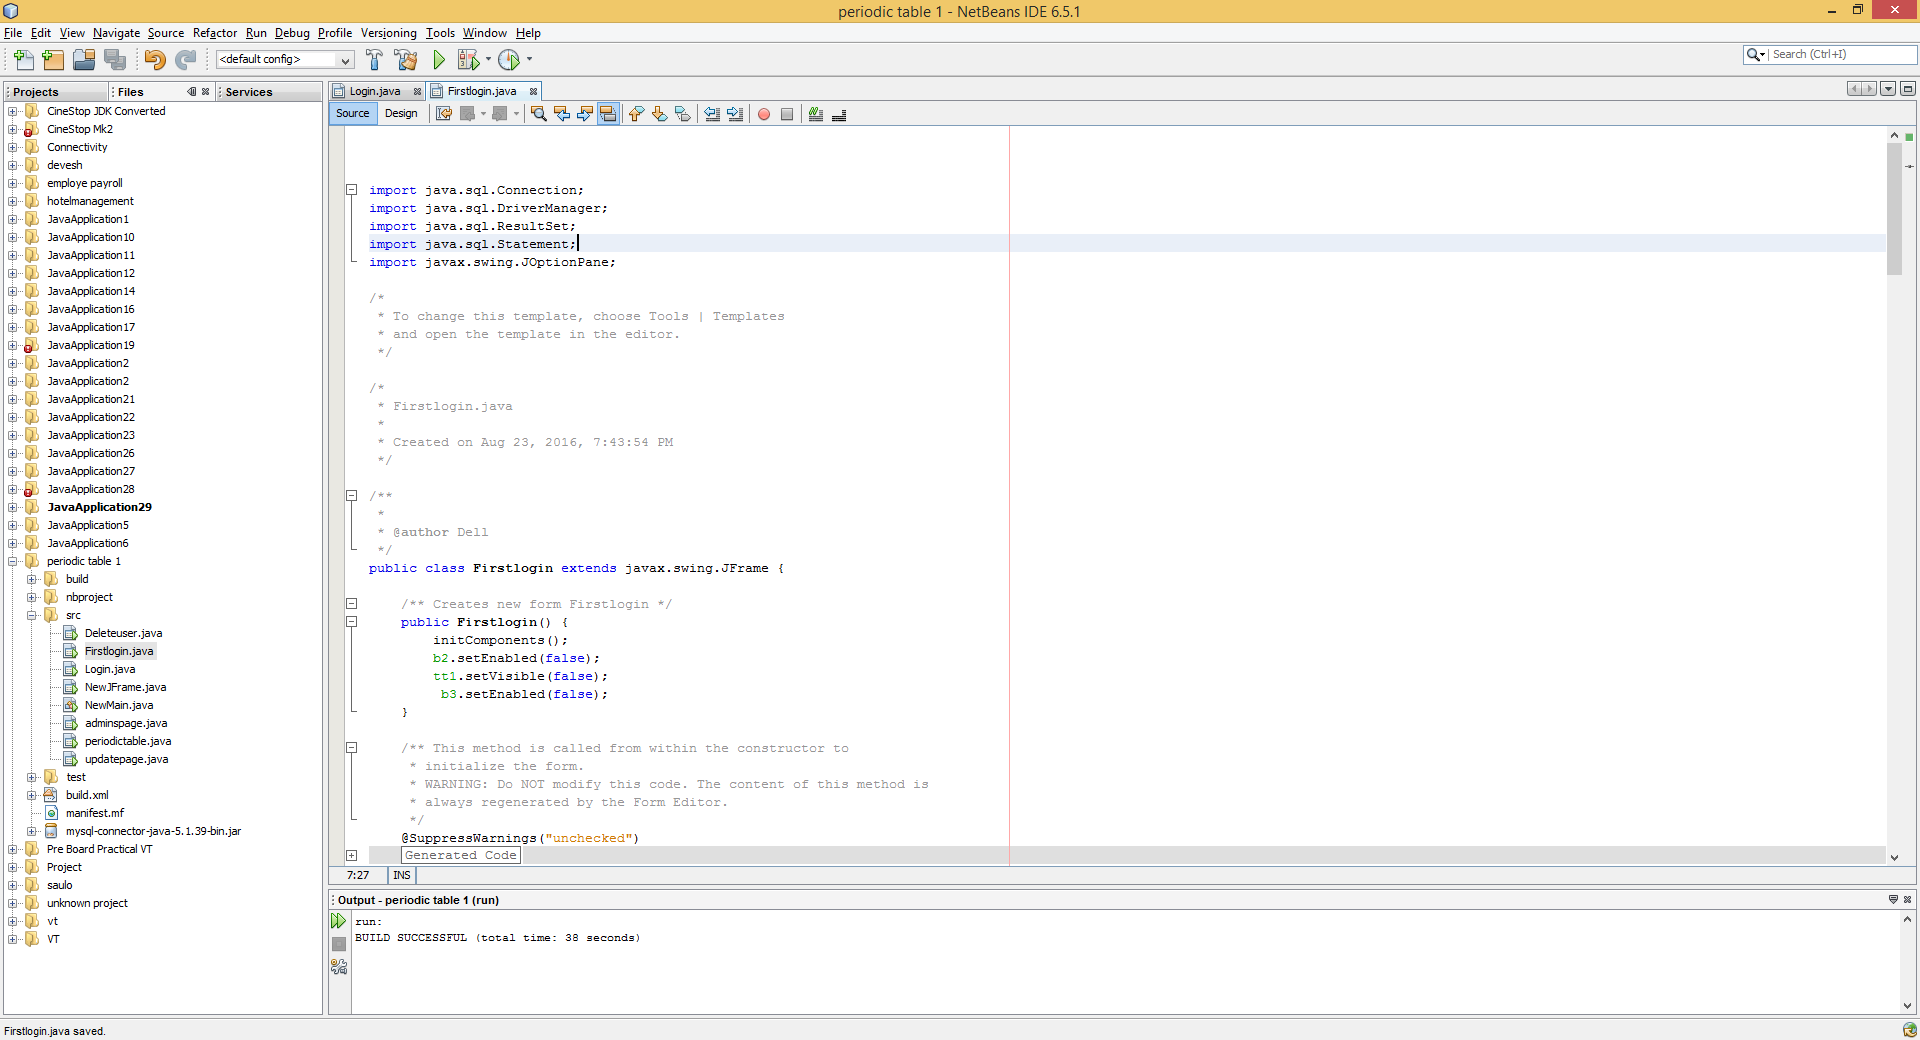 periodic table 1 - NetBeans IDE 6.5.1
File Edit View Navigate Source Refactor Run Debug Profile Versioning Tools Window Help
<default config>
Search (Ctrl+I)
Projects Files Services
CineStop JDK Converted
CineStop Mk2
Connectivity
devesh
employe payroll
hotelmanagement
JavaApplication1
JavaApplication10
JavaApplication11
JavaApplication12
JavaApplication14
JavaApplication16
JavaApplication17
JavaApplication19
JavaApplication2
JavaApplication2
JavaApplication21
JavaApplication22
JavaApplication23
JavaApplication26
JavaApplication27
JavaApplication28
JavaApplication29
JavaApplication5
JavaApplication6
periodic table 1
build
nbproject
src
Deleteuser.java
Firstlogin.java
Login.java
NewJFrame.java
NewMain.java
adminspage.java
periodictable.java
updatepage.java
test
build.xml
manifest.mf
mysql-connector-java-5.1.39-bin.jar
Pre Board Practical VT
Project
saulo
unknown project
vt
VT
Login.java Firstlogin.java
Source Design
import java.sql.Connection;
import java.sql.DriverManager;
import java.sql.ResultSet;
import java.sql.Statement;
import javax.swing.JOptionPane;
/*
* To change this template, choose Tools | Templates
* and open the template in the editor.
*/
/*
* Firstlogin.java
*
* Created on Aug 23, 2016, 7:43:54 PM
*/
/**
*
* @author Dell
*/
public class Firstlogin extends javax.swing.JFrame {
/** Creates new form Firstlogin */
public Firstlogin() {
initComponents();
b2.setEnabled(false);
tt1.setVisible(false);
b3.setEnabled(false);
}
/** This method is called from within the constructor to
* initialize the form.
* WARNING: Do NOT modify this code. The content of this method is
* always regenerated by the Form Editor.
*/
@SuppressWarnings("unchecked")
Generated Code
7:27 INS
Output - periodic table 1 (run)
run:
BUILD SUCCESSFUL (total time: 38 seconds)
Firstlogin.java saved.